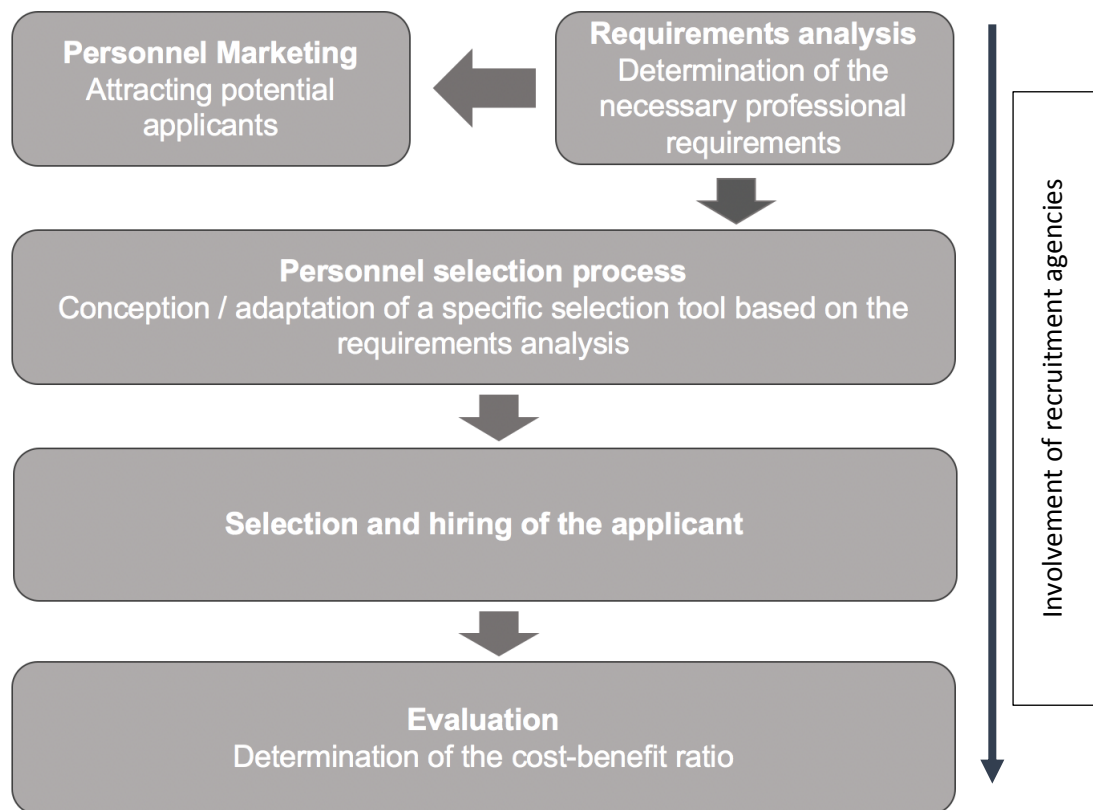 Personnel Marketing
Attracting potential
applicants
Requirements analysis
Determination of the
necessary professional
requirements
Personnel selection process
Conception / adaptation of a specific selection tool based on the
requirements analysis
Selection and hiring of the applicant
Evaluation
Determination of the cost-benefit ratio
Involvement of recruitment agencies